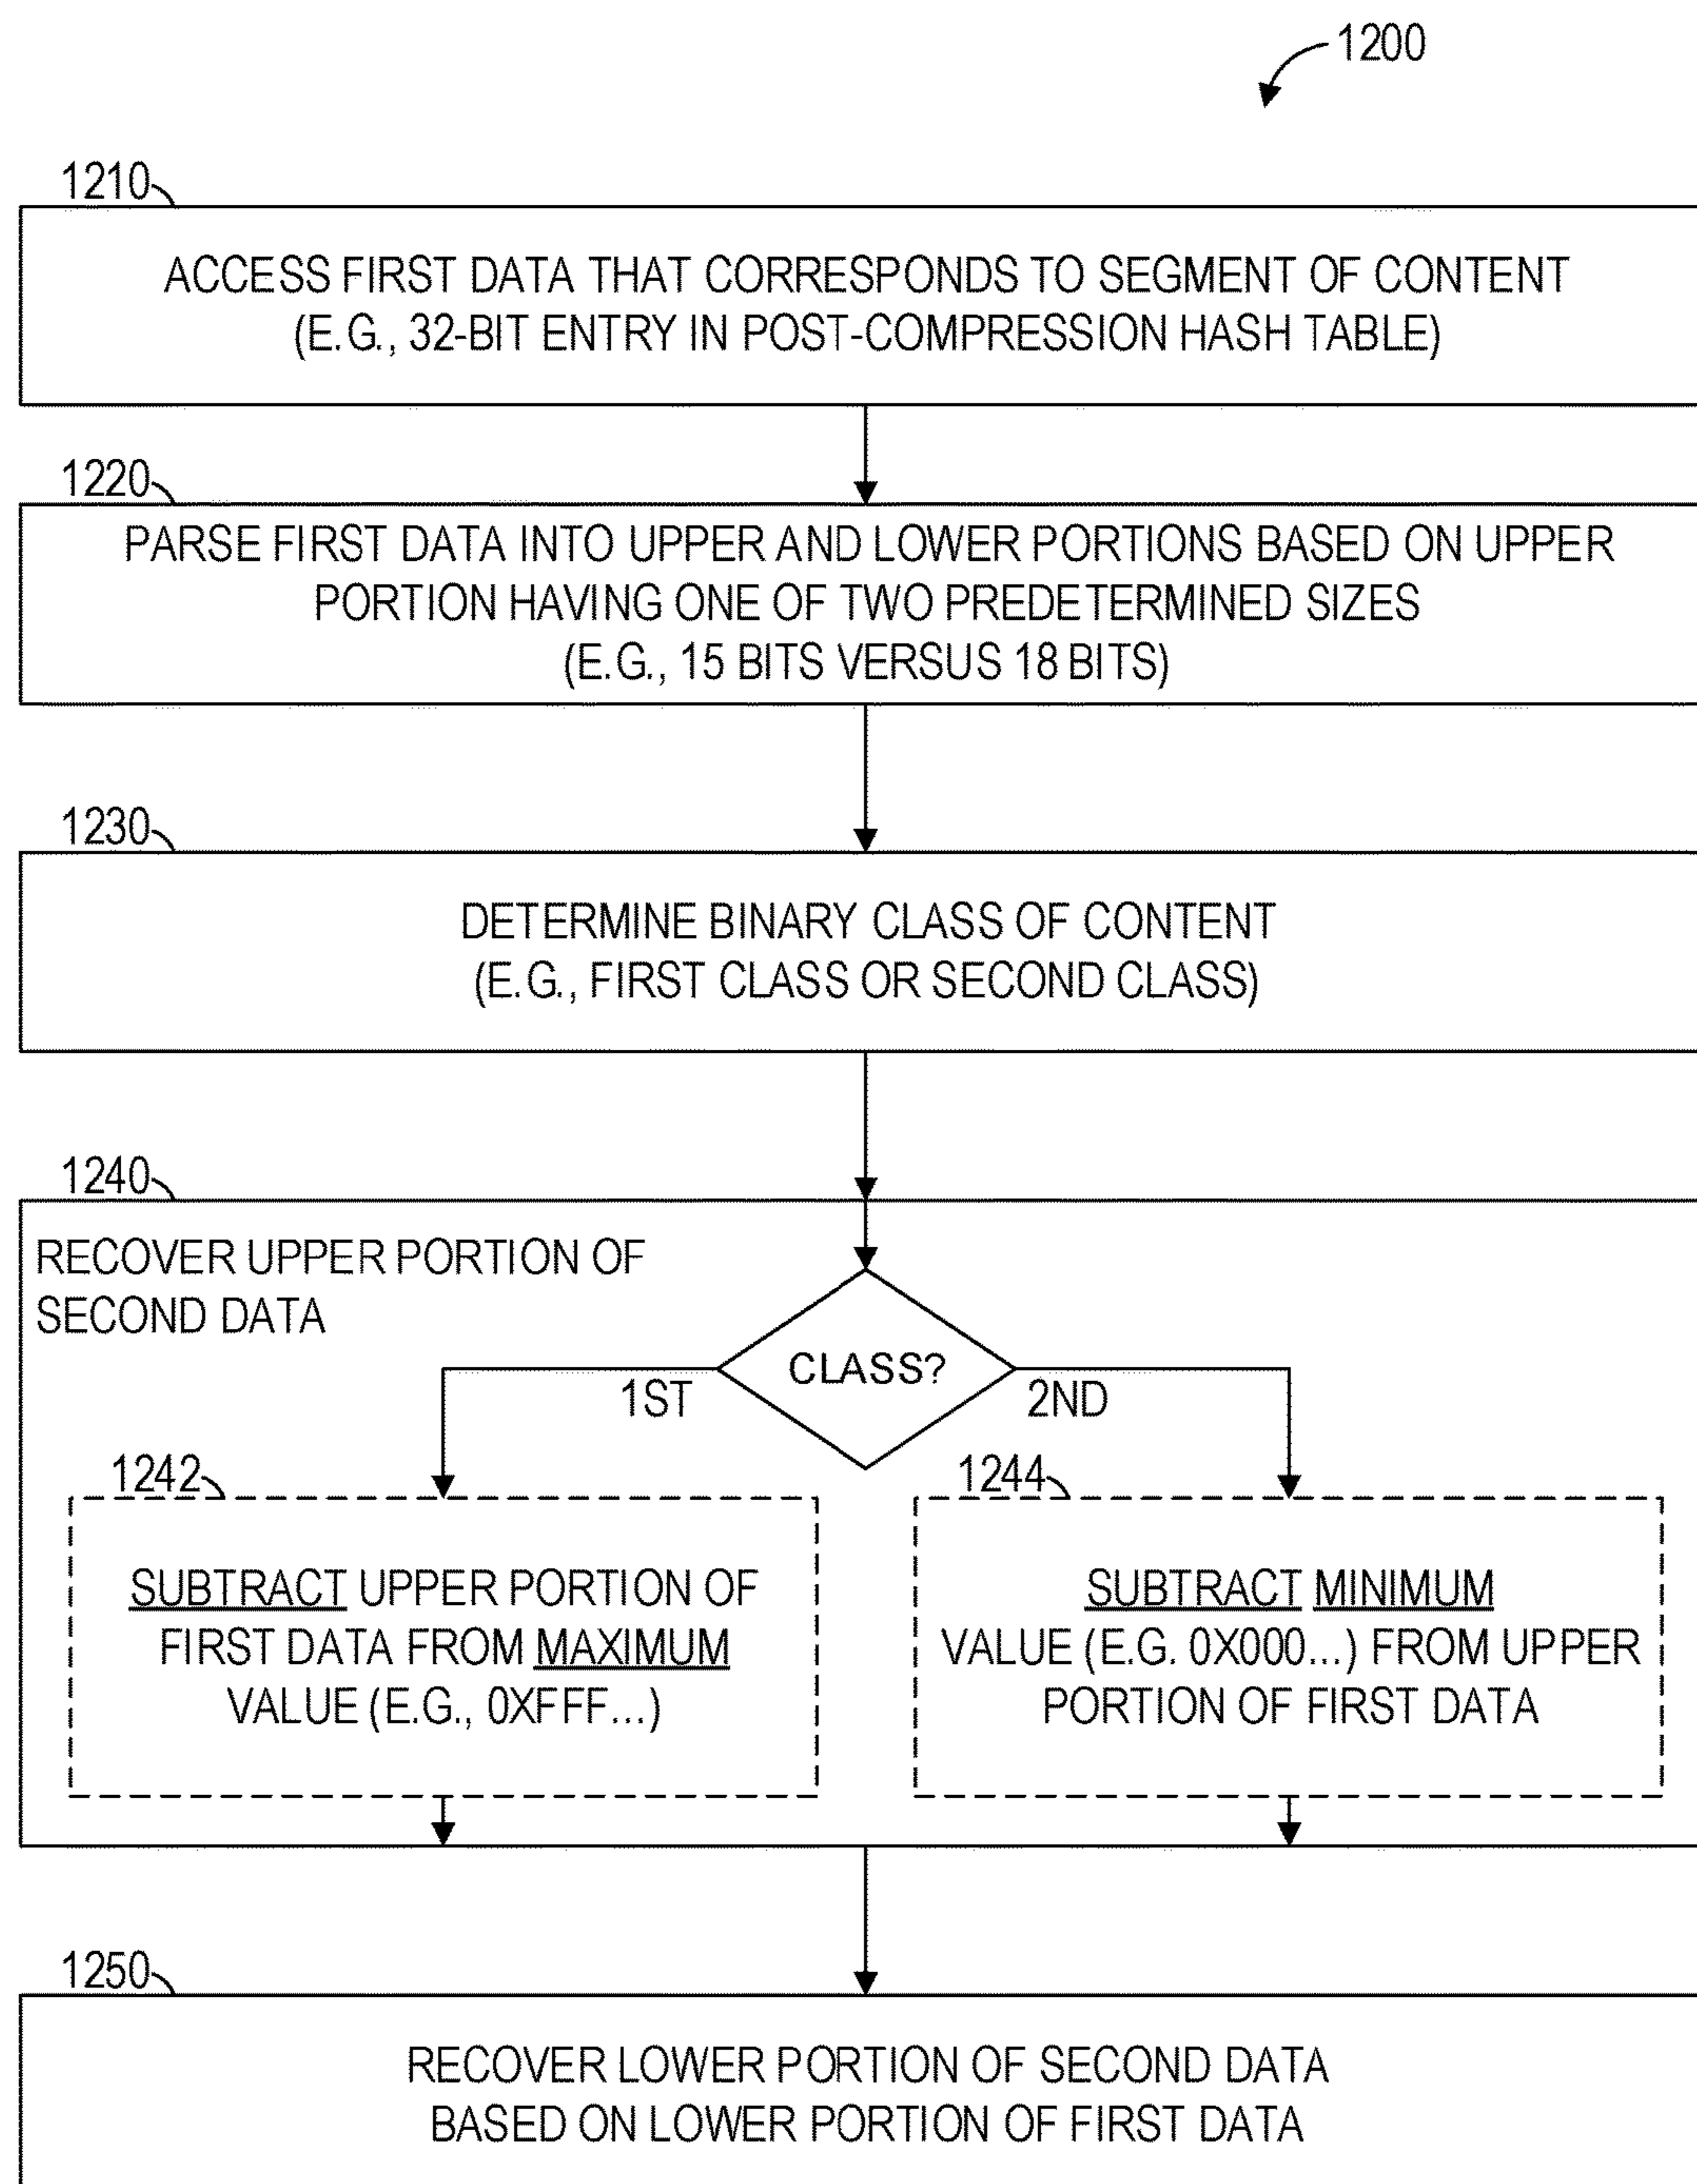 1200
1210
ACCESS FIRST DATA THAT CORRESPONDS TO SEGMENT OF CONTENT
(E.G., 32-BIT ENTRY IN POST-COMPRESSION HASH TABLE)
1220
PARSE FIRST DATA INTO UPPER AND LOWER PORTIONS BASED ON UPPER
PORTION HAVING ONE OF TWO PREDETERMINED SIZES
(E.G., 15 BITS VERSUS 18 BITS)
1230
DETERMINE BINARY CLASS OF CONTENT
(E.G., FIRST CLASS OR SECOND CLASS)
1240
RECOVER UPPER PORTION OF
SECOND DATA
CLASS?
1ST
2ND
1242
SUBTRACT UPPER PORTION OF
FIRST DATA FROM MAXIMUM
VALUE (E.G., 0XFFF...)
1244
SUBTRACT MINIMUM
VALUE (E.G. 0X000...) FROM UPPER
PORTION OF FIRST DATA
1250
RECOVER LOWER PORTION OF SECOND DATA
BASED ON LOWER PORTION OF FIRST DATA